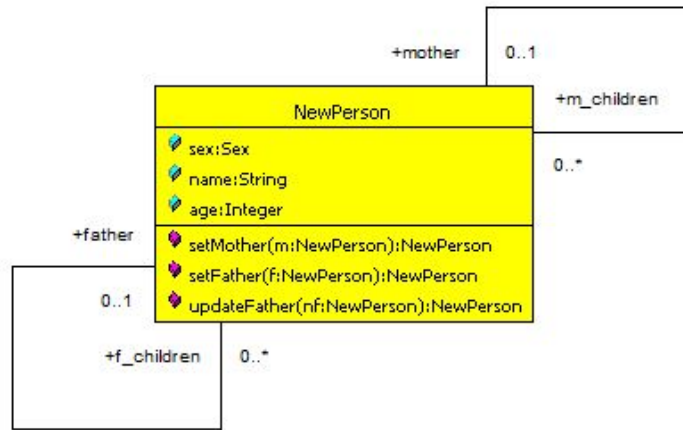 +mother 0..1
+m_children
NewPerson
sex:Sex
0..*
name:String
age:Integer
+father
setMother(m:NewPerson):NewPerson
setFather(f:NewPerson):NewPerson
0..1
updateFather(nf:NewPerson):NewPerson
+f_children 0..*